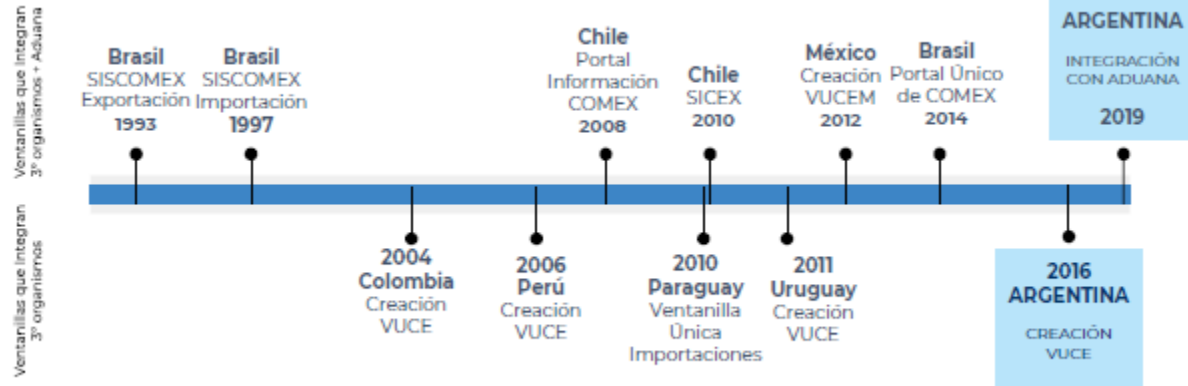 Ventanillas que Integran
3º organismos + Aduana
Brasil
SISCOMEX
Exportación
1993
Brasil
SISCOMEX
Importación
1997
Chile
Portal
Información
COMEX
2008
Chile
SICEX
2010
México
Creación
VUCEM
2012
Brasil
Portal Único
de COMEX
2014
ARGENTINA
INTEGRACIÓN
CON ADUANA
2019
Ventanillas que Integran
3º organismos
2004
Colombia
Creación
VUCE
2006
Perú
Creación
VUCE
2010
Paraguay
Ventanilla
Única
Importaciones
2011
Uruguay
Creación
VUCE
2016
ARGENTINA
CREACIÓN
VUCE